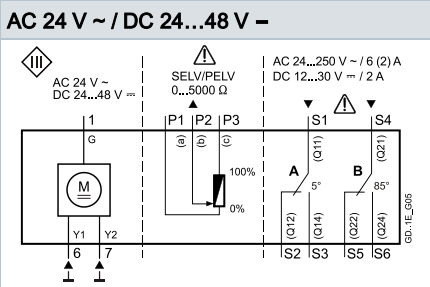 AC 24 V ~ / DC 24...48 V ⎓
III
AC 24 V ~
DC 24...48 V ⎓
SELV/PELV
0...5000 Ω
AC 24...250 V ~ / 6 (2) A
DC 12...30 V ⎓ / 2 A
1 P1 P2 P3 S1 S4
G (a) (b) (c) (Q11) (Q21)
M
100%
0%
A 5° B 85°
Y1 Y2 (Q12) (Q14) (Q22) (Q24)
6 7 S2 S3 S5 S6
GD..1E_G05